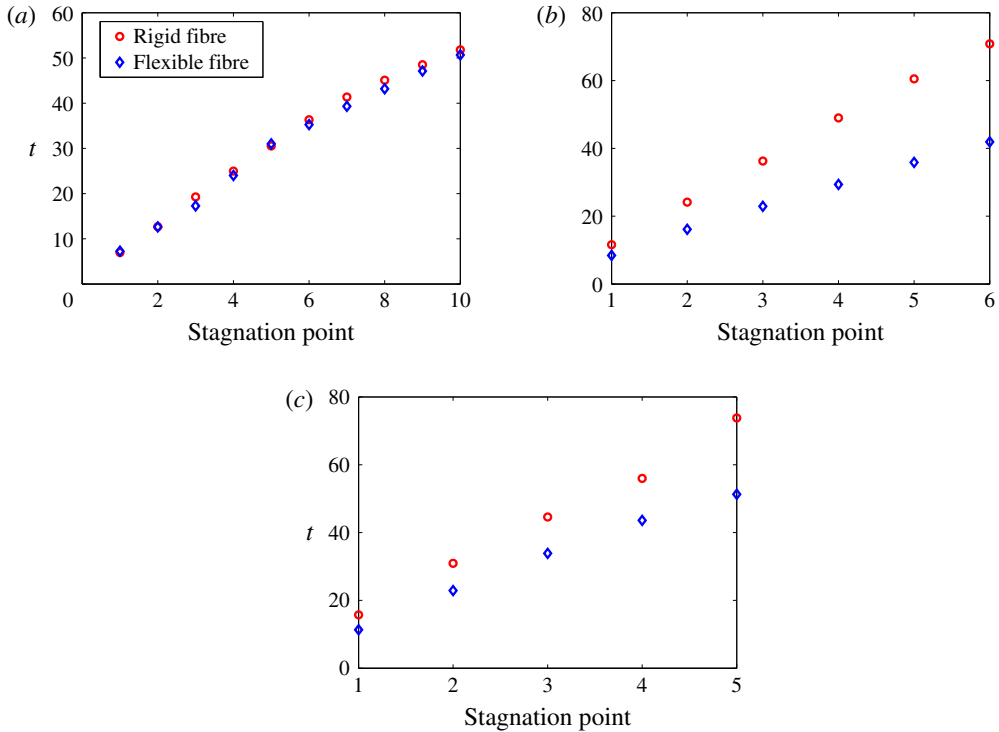 (a)
60
50
40
30
20
10
0
t
Rigid fibre
Flexible fibre
2 4 6 8 10
Stagnation point
(b)
80
60
40
20
0
1 2 3 4 5 6
Stagnation point
(c)
80
60
40
20
0
t
1 2 3 4 5
Stagnation point